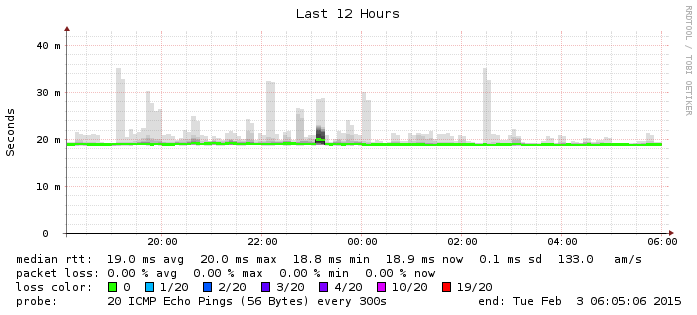 Last 12 Hours
RRDTOOL / TOBI OETIKER
Seconds
40 m
30 m
20 m
10 m
0
20:00 22:00 00:00 02:00 04:00 06:00
median rtt: 19.0 ms avg 20.0 ms max 18.8 ms min 18.9 ms now 0.1 ms sd 133.0 am/s
packet loss: 0.00 % avg 0.00 % max 0.00 % min 0.00 % now
loss color: 0 1/20 2/20 3/20 4/20 10/20 19/20
probe: 20 ICMP Echo Pings (56 Bytes) every 300s end: Tue Feb 3 06:05:06 2015